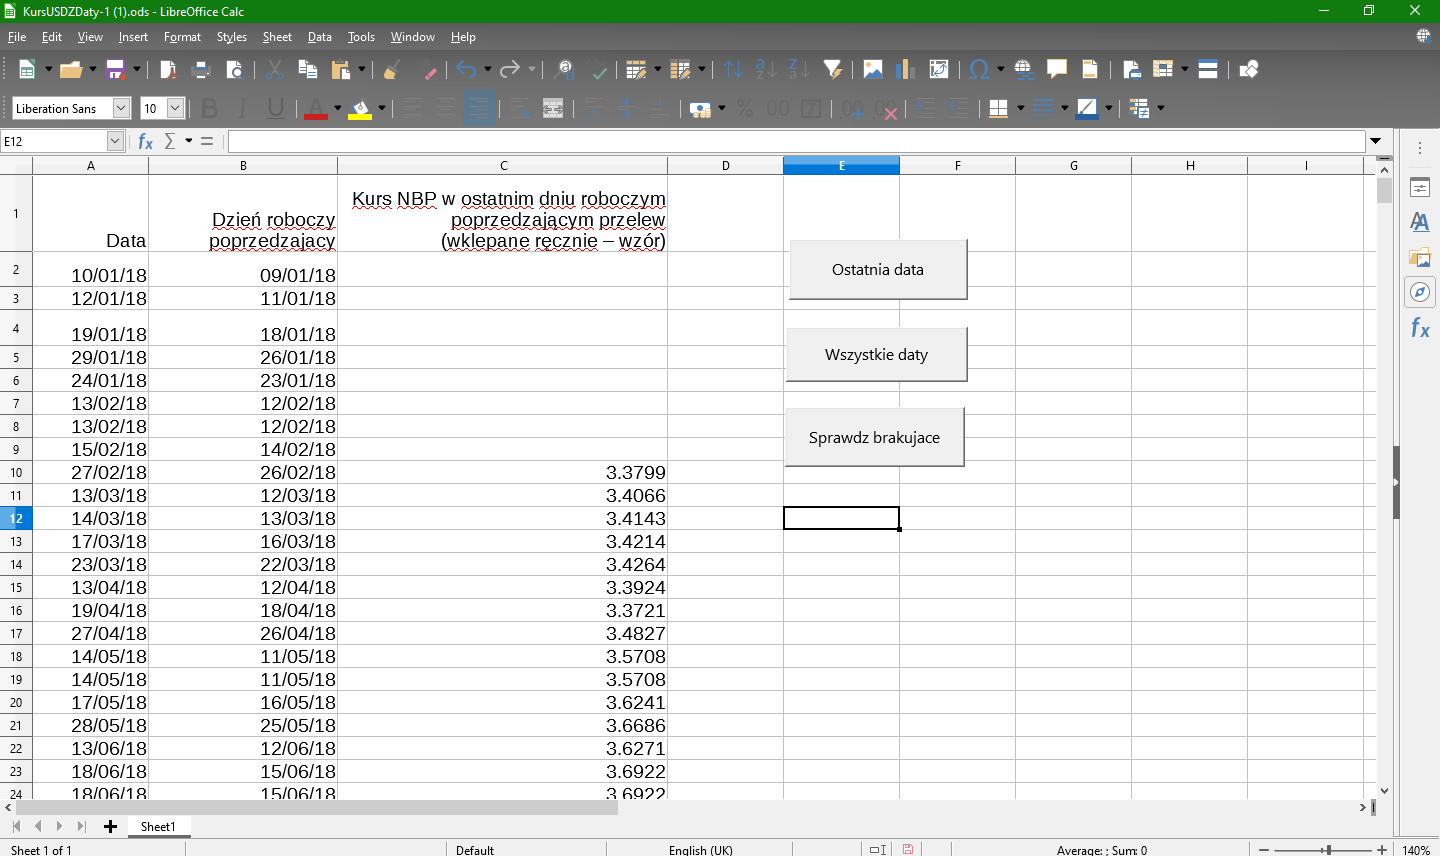 KursUSDZDaty-1 (1).ods - LibreOffice Calc
File Edit View Insert Format Styles Sheet Data Tools Window Help
Liberation Sans 10
E12
A B C D E F G H I
1 Data Dzień roboczy poprzedzajacy Kurs NBP w ostatnim dniu roboczym poprzedzającym przelew (wklepane ręcznie – wzór)
2 10/01/18 09/01/18
3 12/01/18 11/01/18
4 19/01/18 18/01/18
5 29/01/18 26/01/18
6 24/01/18 23/01/18
7 13/02/18 12/02/18
8 13/02/18 12/02/18
9 15/02/18 14/02/18
10 27/02/18 26/02/18 3.3799
11 13/03/18 12/03/18 3.4066
12 14/03/18 13/03/18 3.4143
13 17/03/18 16/03/18 3.4214
14 23/03/18 22/03/18 3.4264
15 13/04/18 12/04/18 3.3924
16 19/04/18 18/04/18 3.3721
17 27/04/18 26/04/18 3.4827
18 14/05/18 11/05/18 3.5708
19 14/05/18 11/05/18 3.5708
20 17/05/18 16/05/18 3.6241
21 28/05/18 25/05/18 3.6686
22 13/06/18 12/06/18 3.6271
23 18/06/18 15/06/18 3.6922
24 18/06/18 15/06/18 3.6922
Ostatnia data
Wszystkie daty
Sprawdz brakujace
Sheet1
Sheet 1 of 1 Default English (UK) Average: ; Sum: 0 140%